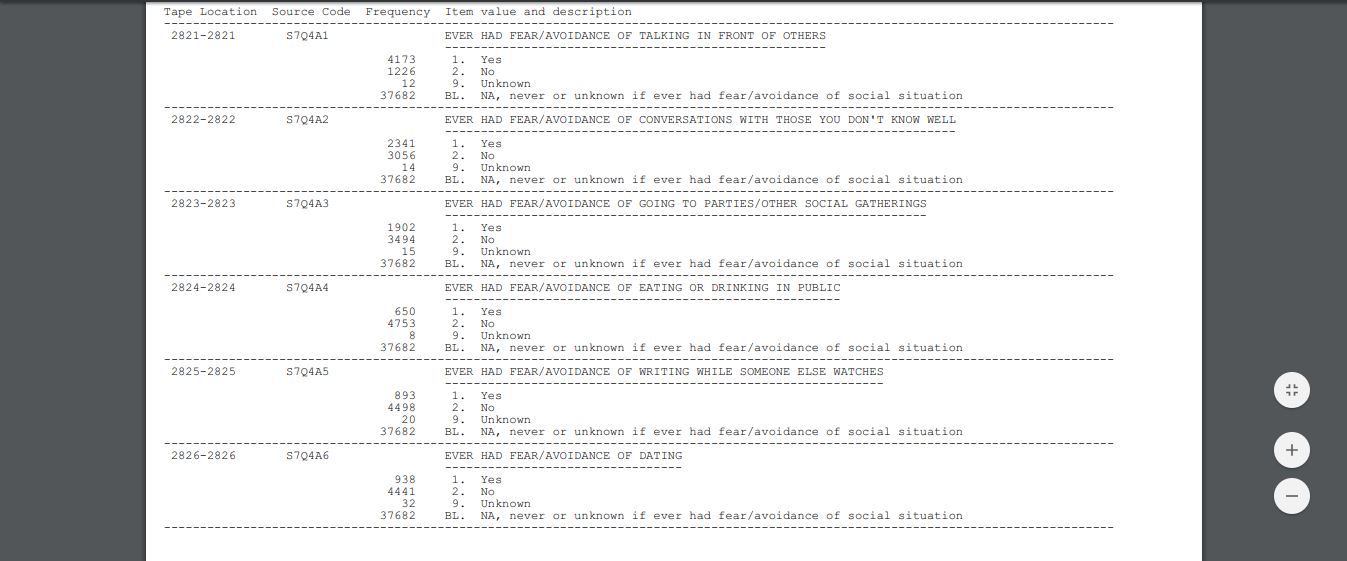 Tape Location Source Code Frequency Item value and description
2821-2821 S7Q4A1 EVER HAD FEAR/AVOIDANCE OF TALKING IN FRONT OF OTHERS
4173 1. Yes
1226 2. No
12 9. Unknown
37682 BL. NA, never or unknown if ever had fear/avoidance of social situation
2822-2822 S7Q4A2 EVER HAD FEAR/AVOIDANCE OF CONVERSATIONS WITH THOSE YOU DON'T KNOW WELL
2341 1. Yes
3056 2. No
14 9. Unknown
37682 BL. NA, never or unknown if ever had fear/avoidance of social situation
2823-2823 S7Q4A3 EVER HAD FEAR/AVOIDANCE OF GOING TO PARTIES/OTHER SOCIAL GATHERINGS
1902 1. Yes
3494 2. No
15 9. Unknown
37682 BL. NA, never or unknown if ever had fear/avoidance of social situation
2824-2824 S7Q4A4 EVER HAD FEAR/AVOIDANCE OF EATING OR DRINKING IN PUBLIC
650 1. Yes
4753 2. No
8 9. Unknown
37682 BL. NA, never or unknown if ever had fear/avoidance of social situation
2825-2825 S7Q4A5 EVER HAD FEAR/AVOIDANCE OF WRITING WHILE SOMEONE ELSE WATCHES
893 1. Yes
4498 2. No
20 9. Unknown
37682 BL. NA, never or unknown if ever had fear/avoidance of social situation
2826-2826 S7Q4A6 EVER HAD FEAR/AVOIDANCE OF DATING
938 1. Yes
4441 2. No
32 9. Unknown
37682 BL. NA, never or unknown if ever had fear/avoidance of social situation